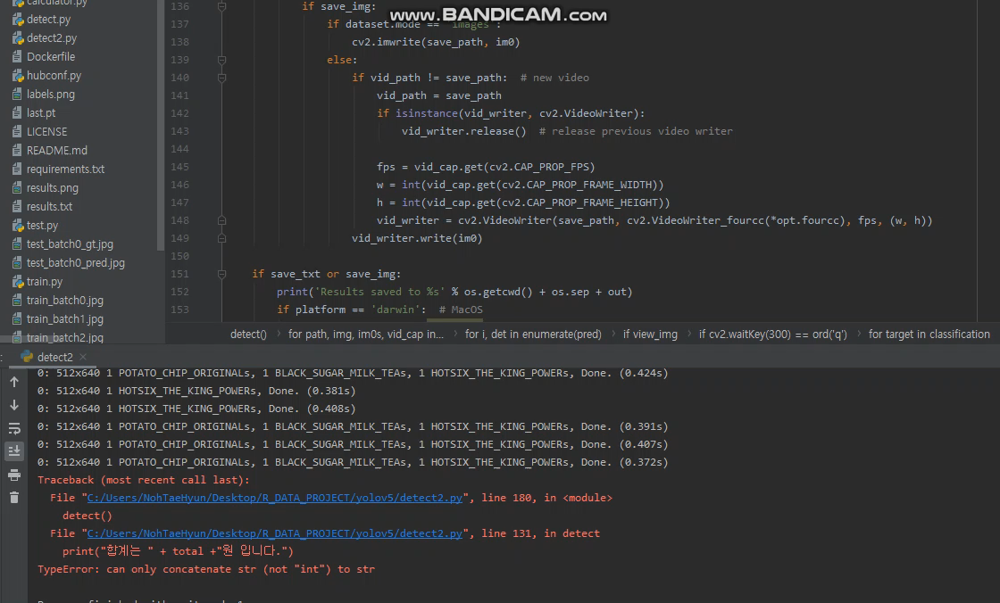 calculator.py
detect.py
detect2.py
Dockerfile
hubconf.py
labels.png
last.pt
LICENSE
README.md
requirements.txt
results.png
results.txt
test.py
test_batch0_gt.jpg
test_batch0_pred.jpg
train.py
train_batch0.jpg
train_batch1.jpg
train_batch2.jpg
www.BANDICAM.com
136 if save_img:
137 if dataset.mode == 'images':
138 cv2.imwrite(save_path, im0)
139 else:
140 if vid_path != save_path:  # new video
141 vid_path = save_path
142 if isinstance(vid_writer, cv2.VideoWriter):
143 vid_writer.release()  # release previous video writer
144
145 fps = vid_cap.get(cv2.CAP_PROP_FPS)
146 w = int(vid_cap.get(cv2.CAP_PROP_FRAME_WIDTH))
147 h = int(vid_cap.get(cv2.CAP_PROP_FRAME_HEIGHT))
148 vid_writer = cv2.VideoWriter(save_path, cv2.VideoWriter_fourcc(*opt.fourcc), fps, (w, h))
149 vid_writer.write(im0)
150
151 if save_txt or save_img:
152 print('Results saved to %s' % os.getcwd() + os.sep + out)
153 if platform == 'darwin':  # MacOS
detect() › for path, img, im0s, vid_cap in... › for i, det in enumerate(pred) › if view_img › if cv2.waitKey(300) == ord('q') › for target in classification
: detect2 ×
0: 512x640 1 POTATO_CHIP_ORIGINALs, 1 BLACK_SUGAR_MILK_TEAs, 1 HOTSIX_THE_KING_POWERs, Done. (0.424s)
0: 512x640 1 HOTSIX_THE_KING_POWERs, Done. (0.381s)
0: 512x640 1 HOTSIX_THE_KING_POWERs, Done. (0.408s)
0: 512x640 1 POTATO_CHIP_ORIGINALs, 1 BLACK_SUGAR_MILK_TEAs, 1 HOTSIX_THE_KING_POWERs, Done. (0.391s)
0: 512x640 1 POTATO_CHIP_ORIGINALs, 1 BLACK_SUGAR_MILK_TEAs, 1 HOTSIX_THE_KING_POWERs, Done. (0.407s)
0: 512x640 1 POTATO_CHIP_ORIGINALs, 1 BLACK_SUGAR_MILK_TEAs, 1 HOTSIX_THE_KING_POWERs, Done. (0.372s)
Traceback (most recent call last):
File "C:/Users/NohTaeHyun/Desktop/R_DATA_PROJECT/yolov5/detect2.py", line 180, in <module>
detect()
File "C:/Users/NohTaeHyun/Desktop/R_DATA_PROJECT/yolov5/detect2.py", line 131, in detect
print("합계는 " + total +"원 입니다.")
TypeError: can only concatenate str (not "int") to str